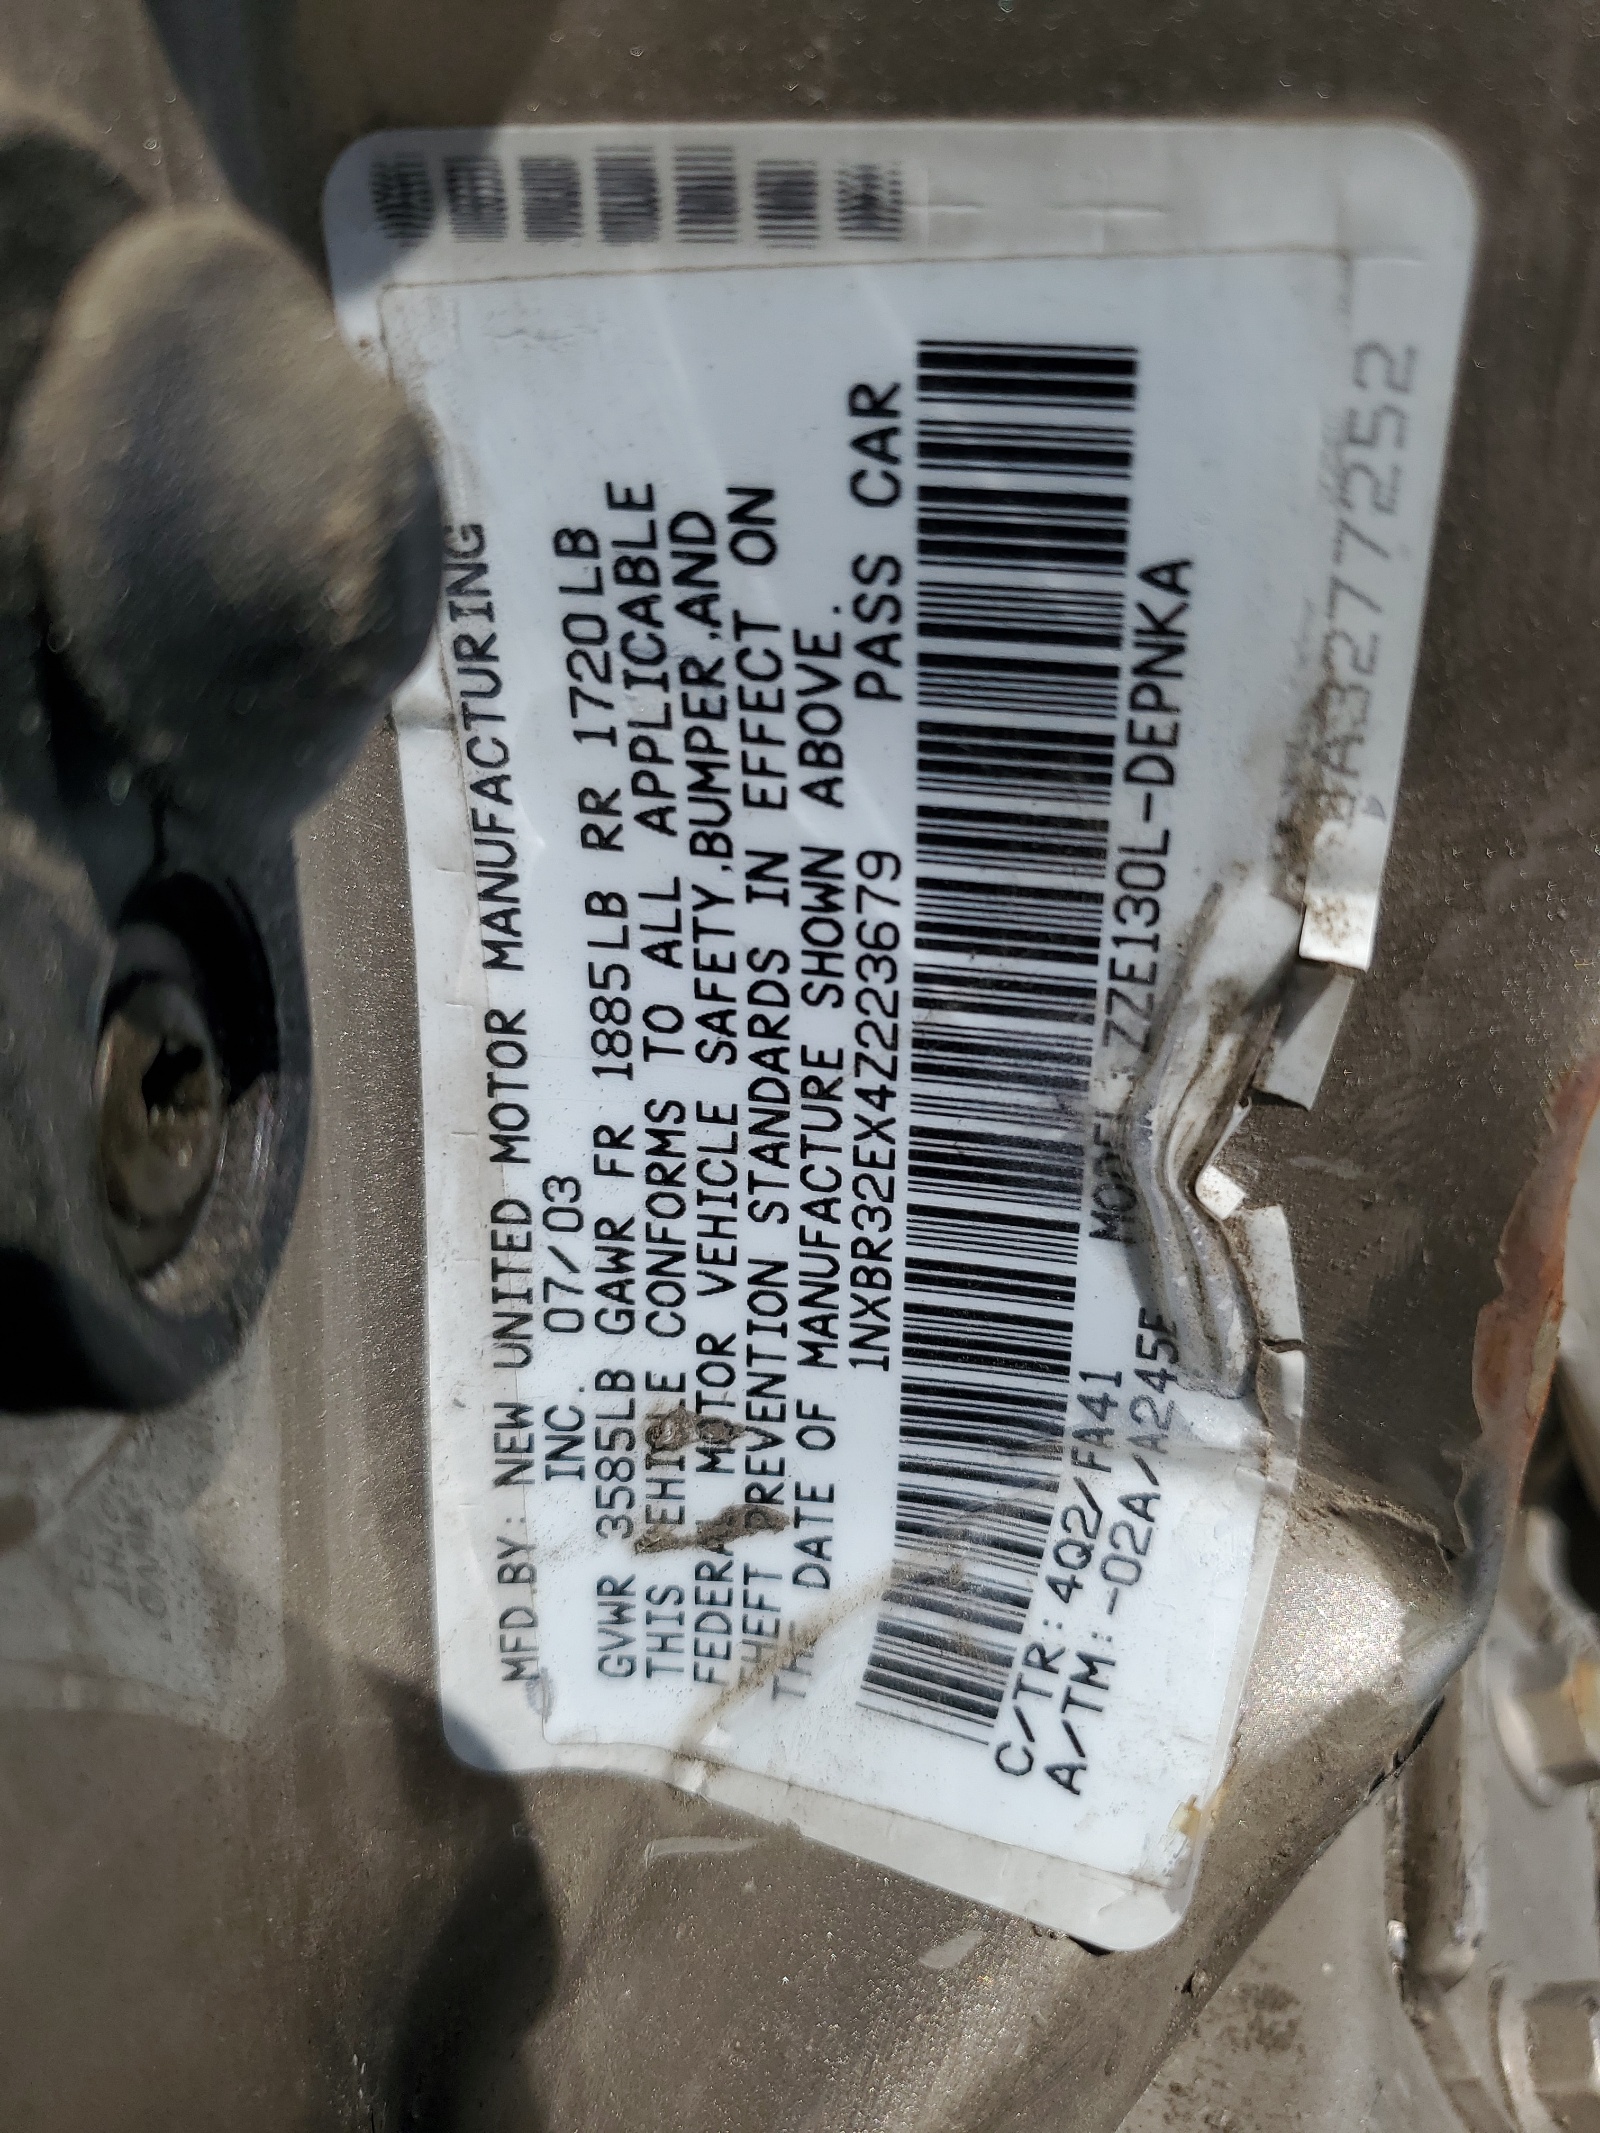 MFD.BY: NEW UNITED MOTOR MANUFACTURING
INC. 07/03
GVWR 3585LB GAWR FR 1885LB RR 1720LB
THIS VEHICLE CONFORMS TO ALL APPLICABLE
FEDERAL MOTOR VEHICLE SAFETY,BUMPER,AND
THEFT PREVENTION STANDARDS IN EFFECT ON
THE DATE OF MANUFACTURE SHOWN ABOVE.
1NXBR32EX4Z223679 PASS CAR
C/TR:4Q2/FA41 MODEL:ZZE130L-DEPNKA
A/TM:-02A/A245E
A3277252